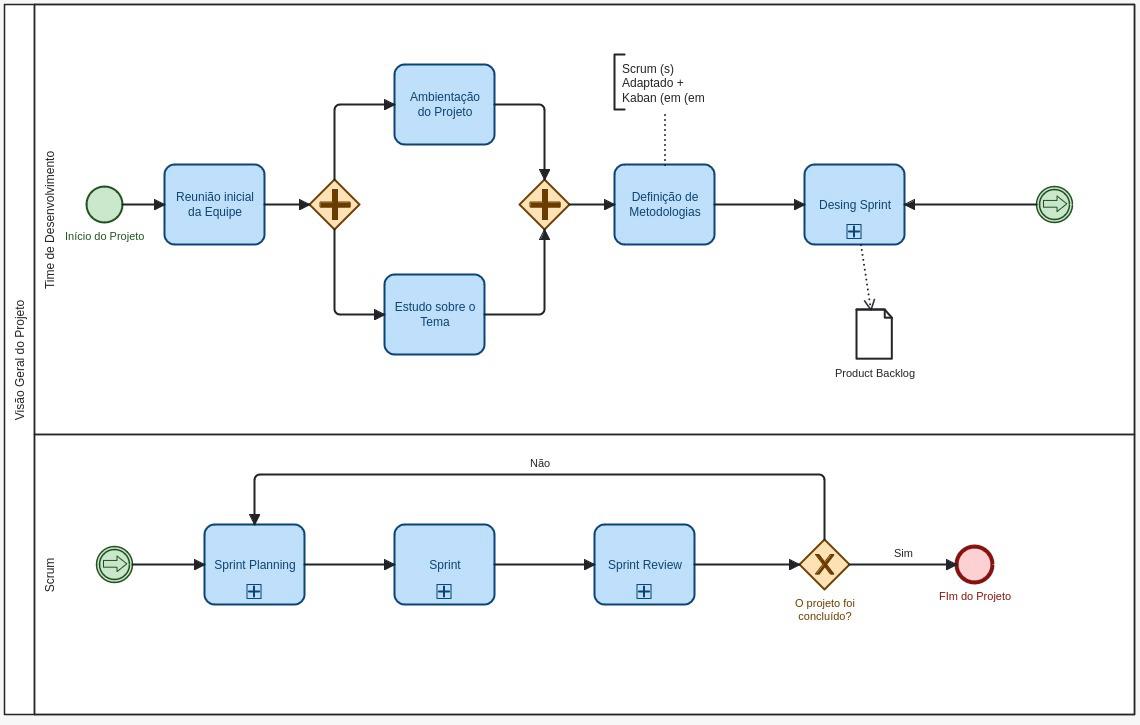 Visão Geral do Projeto
Time de Desenvolvimento
Início do Projeto
Reunião inicial
da Equipe
Ambientação
do Projeto
Estudo sobre o
Tema
Scrum (s)
Adaptado +
Kaban (em (em
Definição de
Metodologias
Desing Sprint
Product Backlog
Scrum
Não
Sprint Planning
Sprint
Sprint Review
O projeto foi
concluído?
Sim
FIm do Projeto